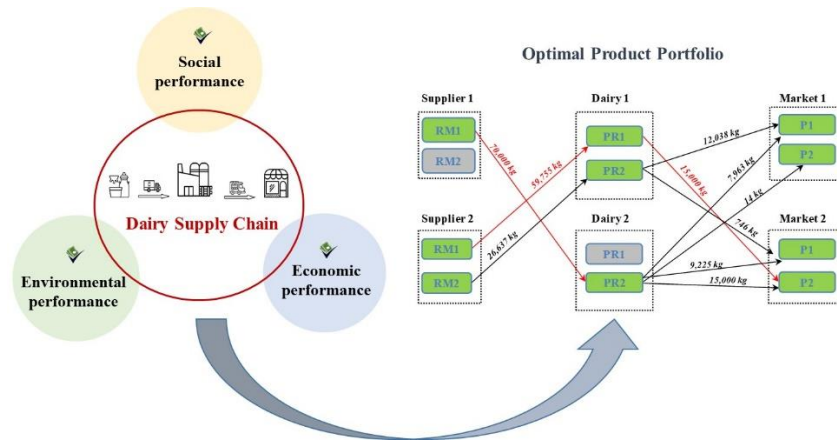 Social
performance
Dairy Supply Chain
Environmental
performance
Economic
performance
Optimal Product Portfolio
Supplier 1
RM1
RM2
Supplier 2
RM1
RM2
70,000 kg
59,755 kg
26,637 kg
Dairy 1
PR1
PR2
Dairy 2
PR1
PR2
12,038 kg
7,963 kg
15,000 kg
14 kg
746 kg
9,225 kg
15,000 kg
Market 1
P1
P2
Market 2
P1
P2